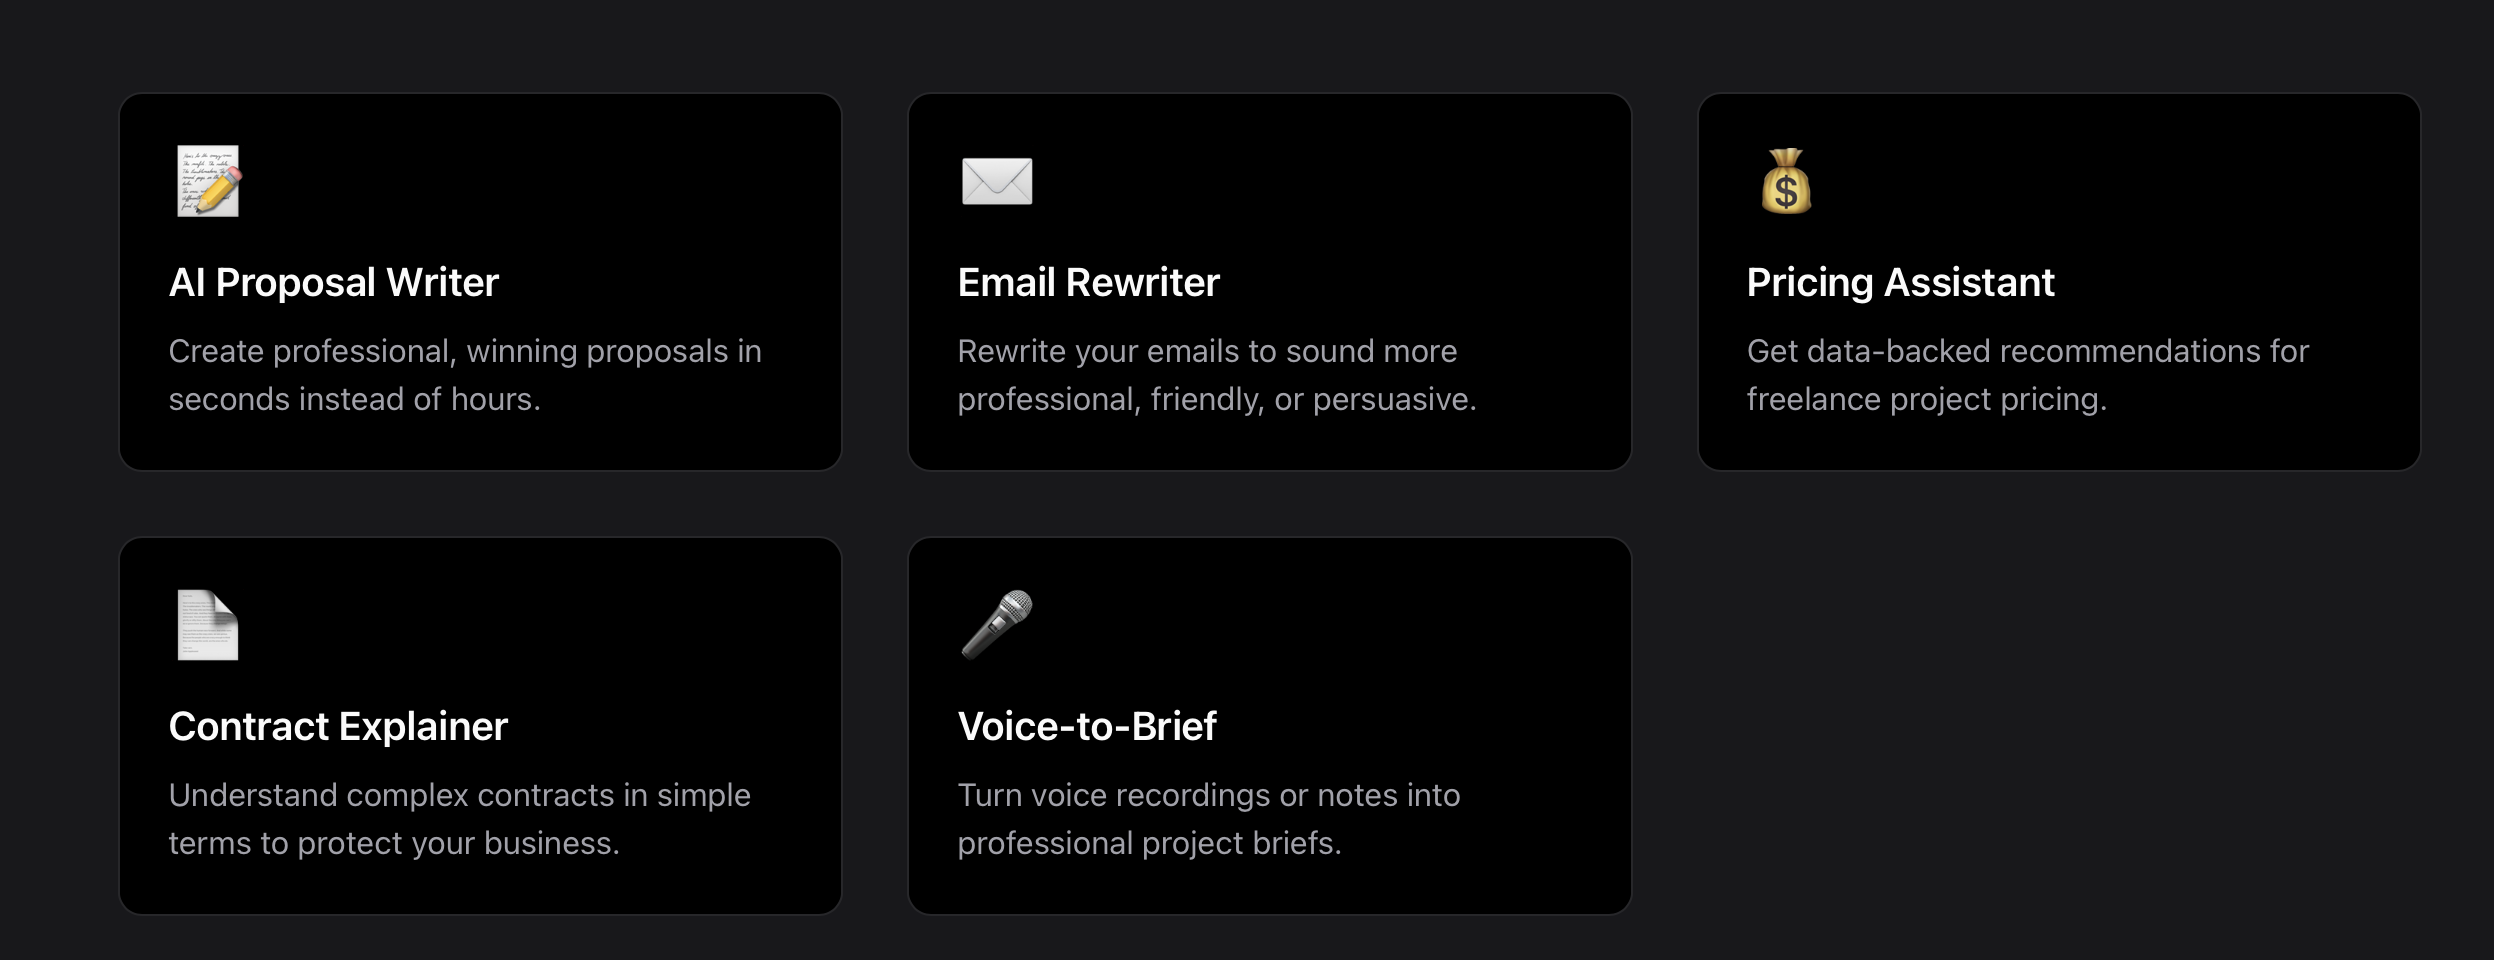 AI Proposal Writer
Create professional, winning proposals in
seconds instead of hours.
Email Rewriter
Rewrite your emails to sound more
professional, friendly, or persuasive.
$
Pricing Assistant
Get data-backed recommendations for
freelance project pricing.
Contract Explainer
Understand complex contracts in simple
terms to protect your business.
Voice-to-Brief
Turn voice recordings or notes into
professional project briefs.